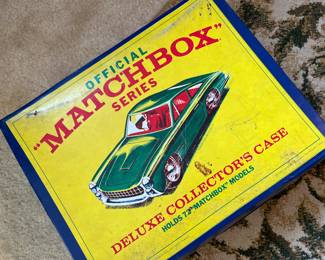 OFFICIAL
"MATCHBOX"
SERIES
DELUXE COLLECTOR'S CASE
HOLDS 72 "MATCHBOX" MODELS